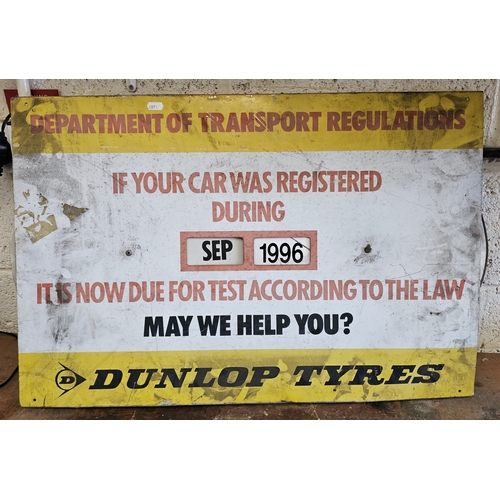 DEPARTMENT OF TRANSPORT REGULATIONS
IF YOUR CAR WAS REGISTERED
DURING
SEP 1996
IT IS NOW DUE FOR TEST ACCORDING TO THE LAW
MAY WE HELP YOU?
D DUNLOP TYRES